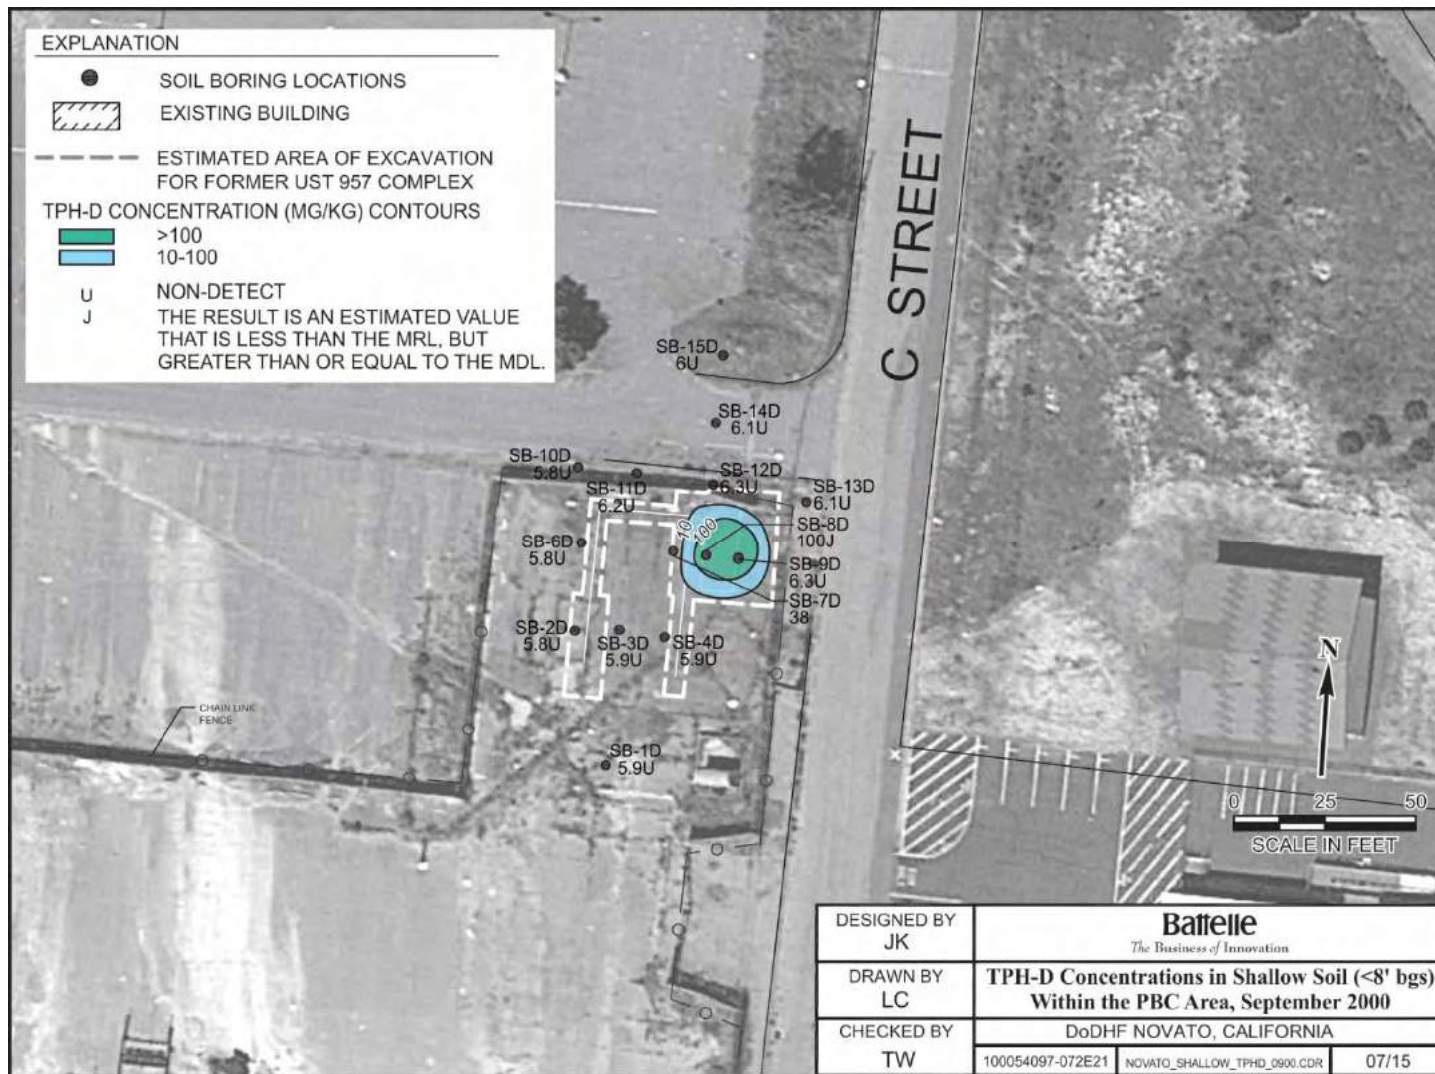 EXPLANATION
SOIL BORING LOCATIONS
EXISTING BUILDING
ESTIMATED AREA OF EXCAVATION
FOR FORMER UST 957 COMPLEX
TPH-D CONCENTRATION (MG/KG) CONTOURS
>100
10-100
U NON-DETECT
J THE RESULT IS AN ESTIMATED VALUE
THAT IS LESS THAN THE MRL, BUT
GREATER THAN OR EQUAL TO THE MDL.
C STREET
SB-15D
6U
SB-14D
6.1U
SB-10D
5.8U
SB-12D
6.3U
SB-11D
6.2U
SB-13D
6.1U
10
100
SB-8D
100J
SB-6D
5.8U
SB-9D
6.3U
SB-7D
38
SB-2D
5.8U
SB-3D
5.9U
SB-4D
5.9U
CHAIN LINK
FENCE
SB-1D
5.9U
N
0 25 50
SCALE IN FEET
DESIGNED BY
JK
Battelle
The Business of Innovation
DRAWN BY
LC
TPH-D Concentrations in Shallow Soil (<8' bgs)
Within the PBC Area, September 2000
CHECKED BY
TW
DoDHF NOVATO, CALIFORNIA
100054097-072E21 NOVATO_SHALLOW_TPHD_0900.CDR 07/15